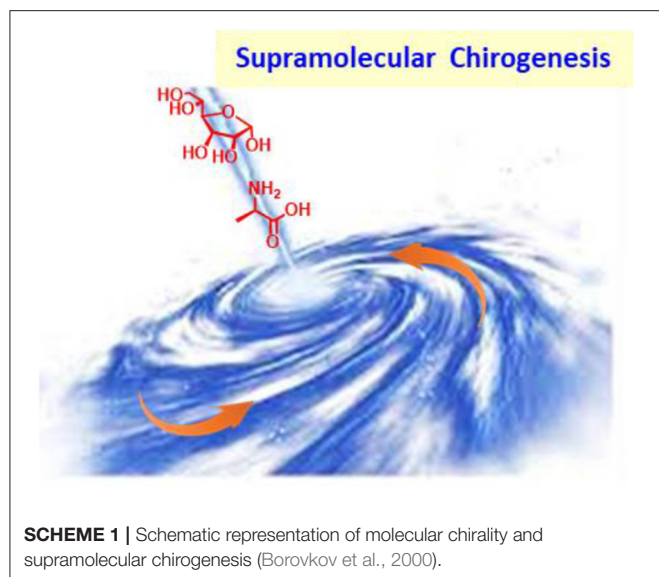 Supramolecular Chirogenesis
HO
HO
O
OH
HO
HO
NH₂
OH
O
SCHEME 1 | Schematic representation of molecular chirality and
supramolecular chirogenesis (Borovkov et al., 2000).